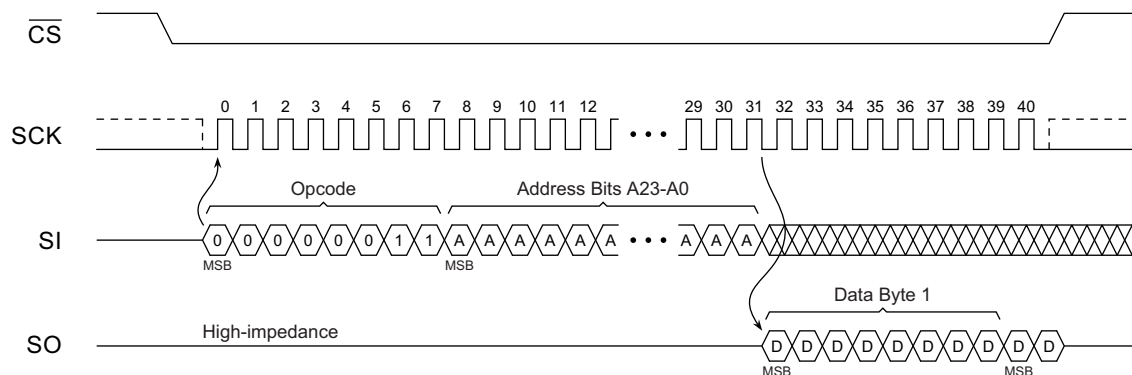 CS
0 1 2 3 4 5 6 7 8 9 10 11 12 29 30 31 32 33 34 35 36 37 38 39 40
SCK
Opcode Address Bits A23-A0
SI 0 0 0 0 0 0 1 1 A A A A A A A A A
MSB MSB
Data Byte 1
High-impedance
SO D D D D D D D D D D
MSB MSB